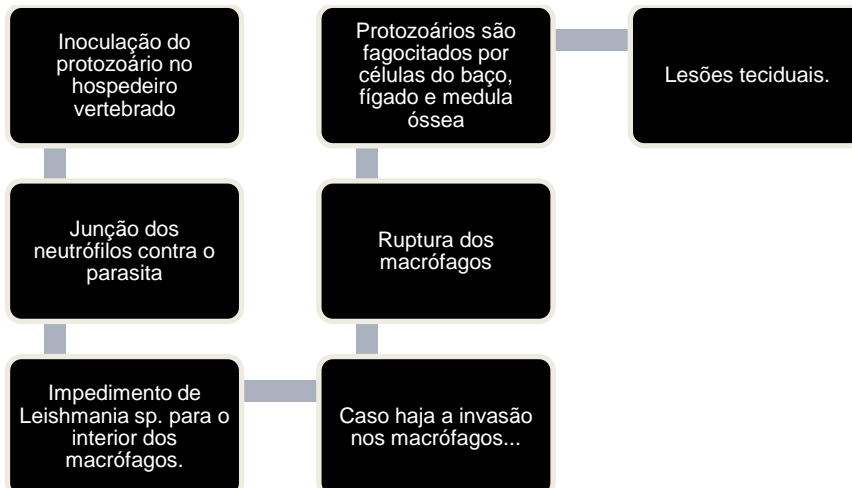 Inoculação do
protozoário no
hospedeiro
vertebrado
Junção dos
neutrófilos contra o
parasita
Impedimento de
Leishmania sp. para o
interior dos
macrófagos.
Caso haja a invasão
nos macrófagos...
Ruptura dos
macrófagos
Protozoários são
fagocitados por
células do baço,
fígado e medula
óssea
Lesões teciduais.